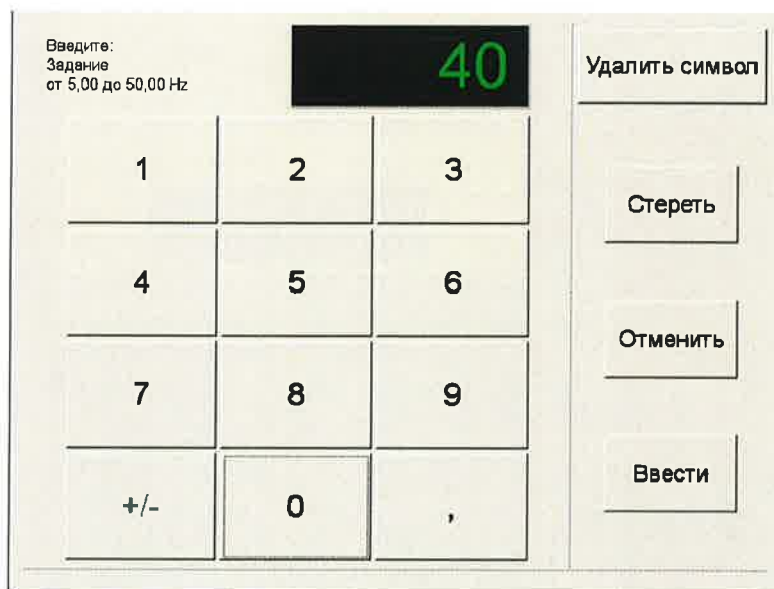 Введите:
Задание
от 5,00 до 50,00 Hz
40
Удалить символ
1 2 3
Стереть
4 5 6
Отменить
7 8 9
Ввести
+/- 0 ,